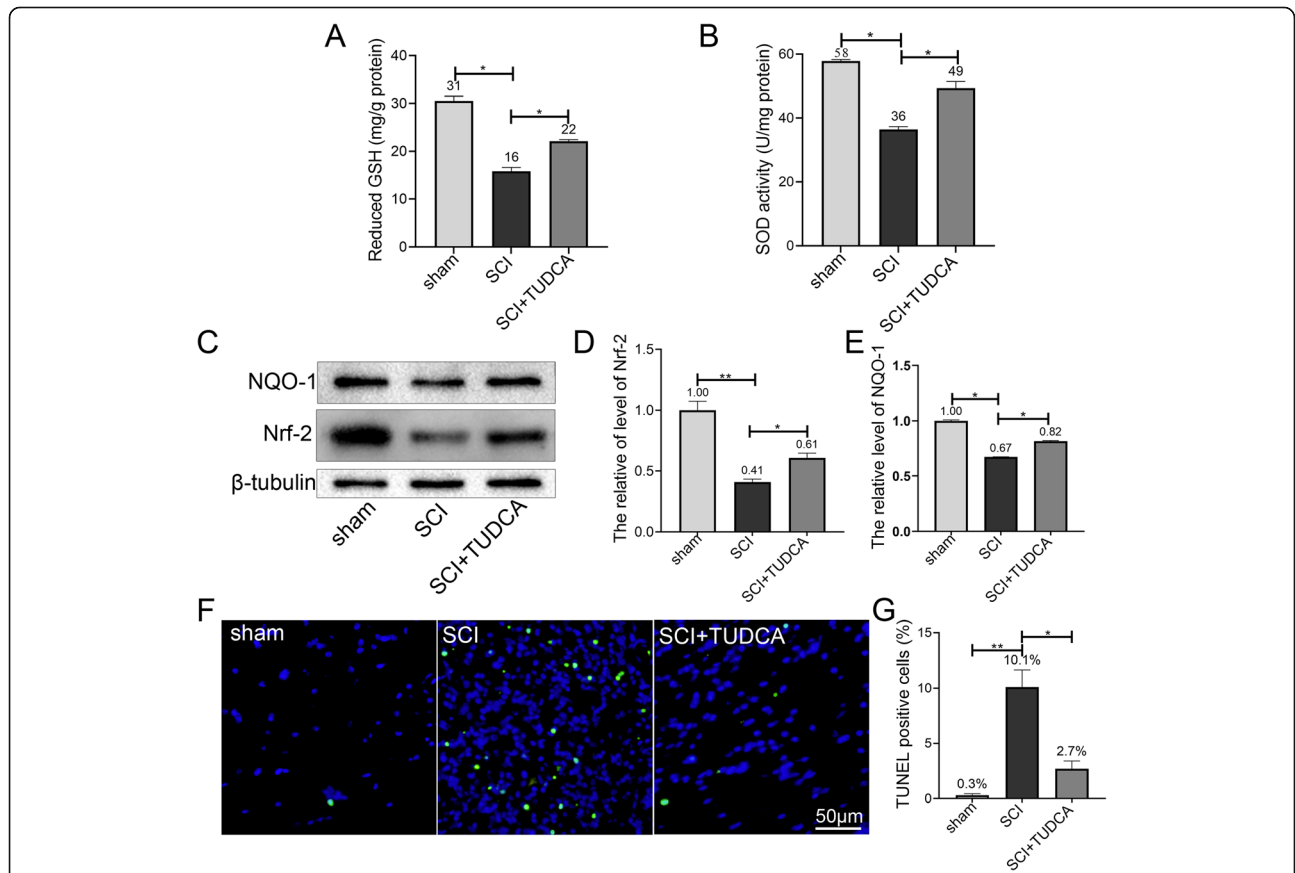 A
Reduced GSH (mg/g protein)
40
30
20
10
0
31
16
22
*
*
sham
SCI
SCI+TUDCA
B
SOD activity (U/mg protein)
60
40
20
0
58
36
49
*
*
sham
SCI
SCI+TUDCA
C
NQO-1
Nrf-2
β-tubulin
sham
SCI
SCI+TUDCA
D
The relative of level of Nrf-2
1.5
1.0
0.5
0.0
1.00
0.41
0.61
**
*
sham
SCI
SCI+TUDCA
E
The relative level of NQO-1
1.5
1.0
0.5
0.0
1.00
0.67
0.82
*
*
sham
SCI
SCI+TUDCA
F
sham
SCI
SCI+TUDCA
50μm
G
TUNEL positive cells (%)
15
10
5
0
0.3%
10.1%
2.7%
**
*
sham
SCI
SCI+TUDCA